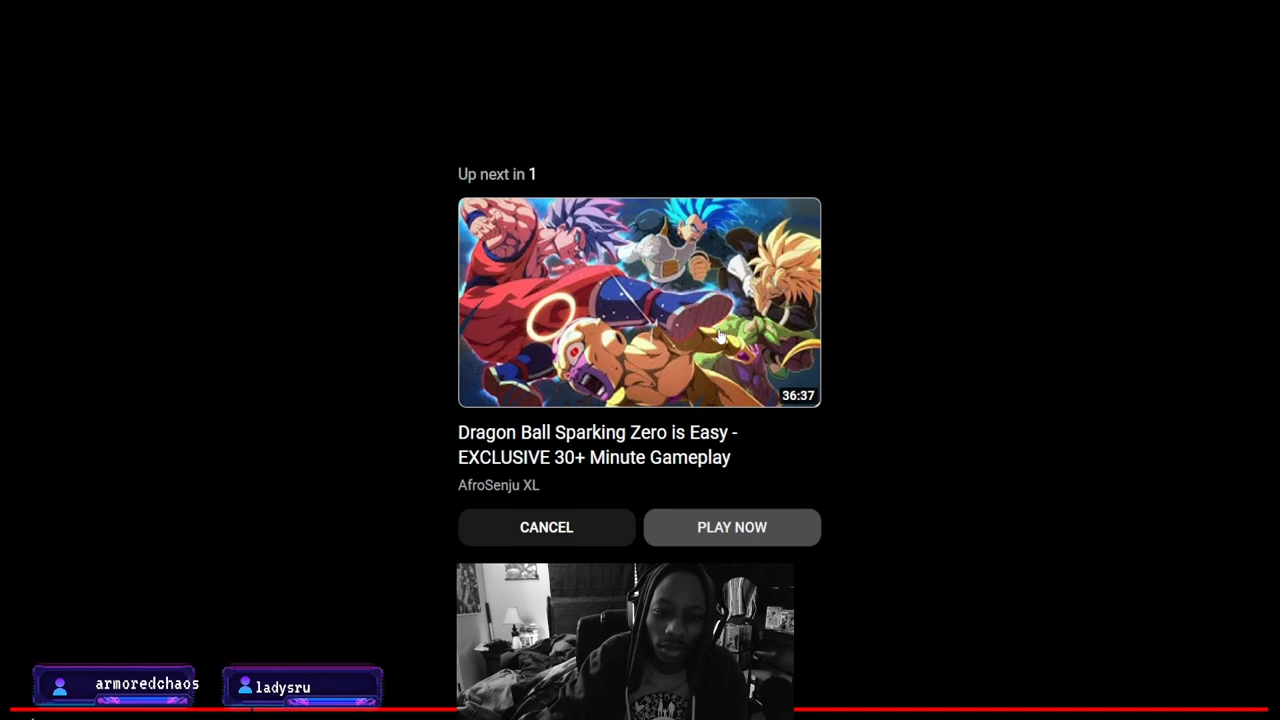 Up next in 1
36:37
Dragon Ball Sparking Zero is Easy -
EXCLUSIVE 30+ Minute Gameplay
AfroSenju XL
CANCEL
PLAY NOW
armoredchaos
ladysru